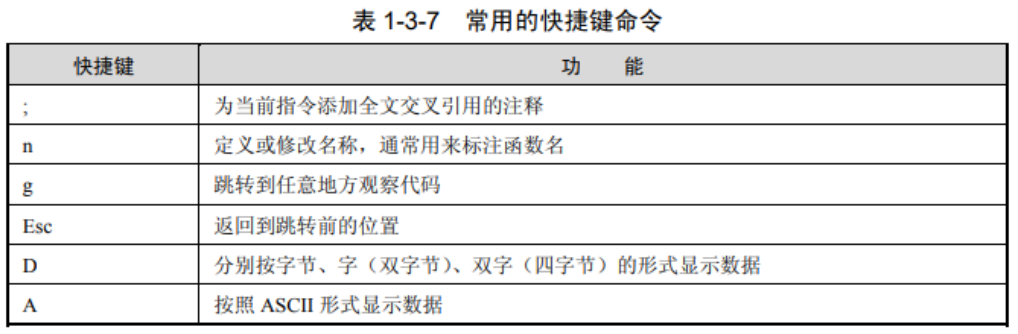 表 1-3-7 常用的快捷键命令
快捷键 功 能
; 为当前指令添加全文交叉引用的注释
n 定义或修改名称，通常用来标注函数名
g 跳转到任意地方观察代码
Esc 返回到跳转前的位置
D 分别按字节、字（双字节）、双字（四字节）的形式显示数据
A 按照 ASCII 形式显示数据